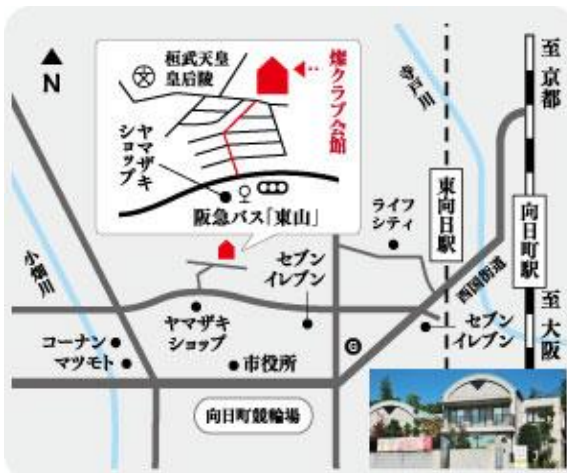 N
桓武天皇
皇后陵
燦クラブ会館
ヤマザキ
ショップ
阪急バス「東山」
至 京都
寺戸川
ライフ
シティ
東向日駅
向日町駅
西国街道
至 大阪
小畑川
セブン
イレブン
ヤマザキ
ショップ
コーナン
マツモト
市役所
セブン
イレブン
向日町競輪場